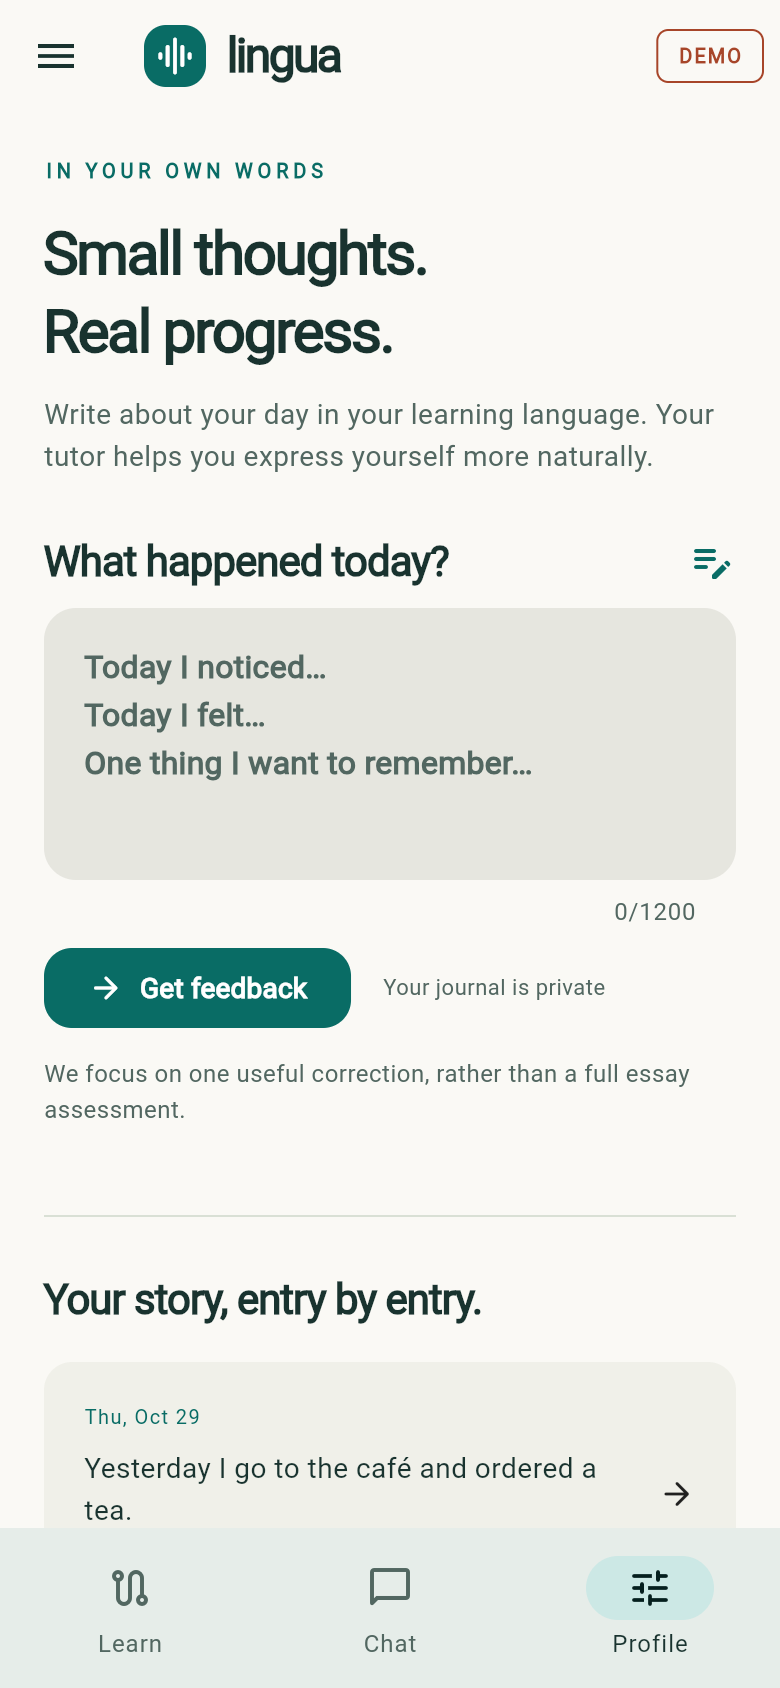 lingua
DEMO
IN YOUR OWN WORDS
Small thoughts.
Real progress.
Write about your day in your learning language. Your
tutor helps you express yourself more naturally.
What happened today?
Today I noticed...
Today I felt...
One thing I want to remember...
0/1200
Get feedback
Your journal is private
We focus on one useful correction, rather than a full essay
assessment.
Your story, entry by entry.
Thu, Oct 29
Yesterday I go to the café and ordered a
tea.
Learn
Chat
Profile